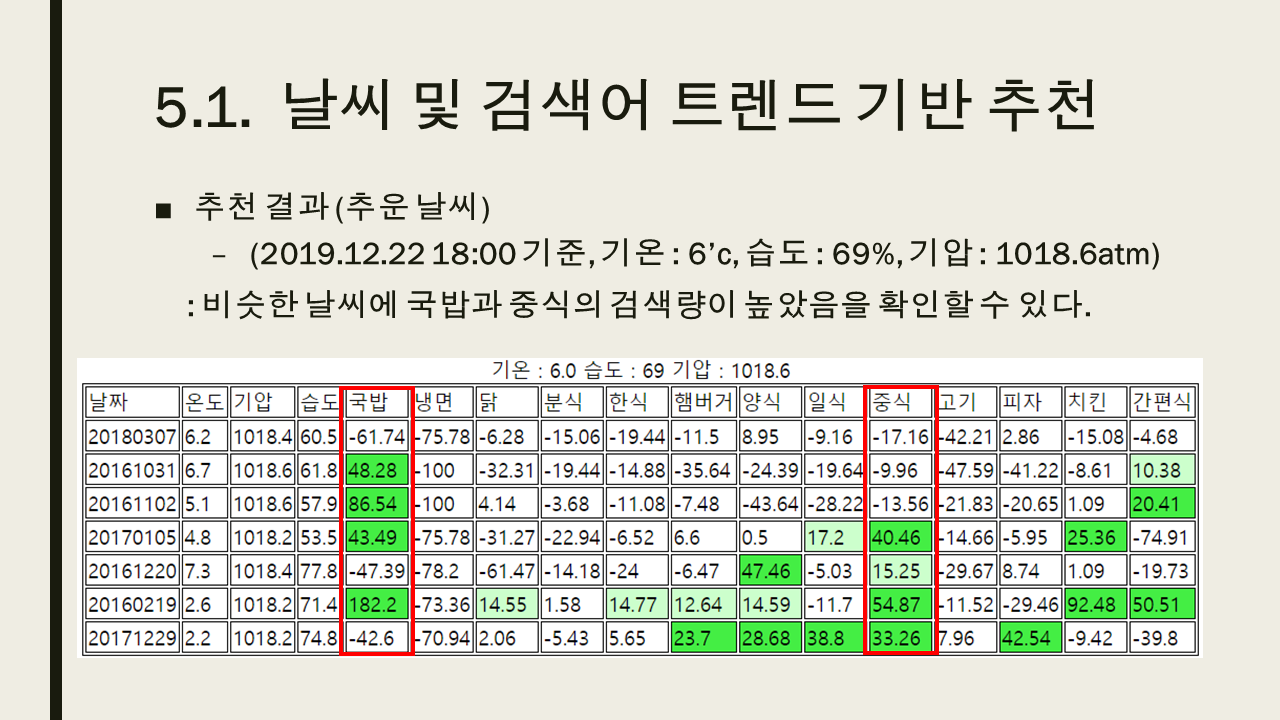 5.1. 날씨 및 검색어 트렌드 기반 추천
■ 추천 결과 (추운 날씨)
– (2019.12.22 18:00 기준, 기온 : 6’c, 습도 : 69%, 기압 : 1018.6atm)
: 비슷한 날씨에 국밥과 중식의 검색량이 높았음을 확인할 수 있다.
기온 : 6.0 습도 : 69 기압 : 1018.6
날짜 온도 기압 습도 국밥 냉면 닭 분식 한식 햄버거 양식 일식 중식 고기 피자 치킨 간편식
20180307 6.2 1018.4 60.5 -61.74 -75.78 -6.28 -15.06 -19.44 -11.5 8.95 -9.16 -17.16 -42.21 2.86 -15.08 -4.68
20161031 6.7 1018.6 61.8 48.28 -100 -32.31 -19.44 -14.88 -35.64 -24.39 -19.64 -9.96 -47.59 -41.22 -8.61 10.38
20161102 5.1 1018.6 57.9 86.54 -100 4.14 -3.68 -11.08 -7.48 -43.64 -28.22 -13.56 -21.83 -20.65 1.09 20.41
20170105 4.8 1018.2 53.5 43.49 -75.78 -31.27 -22.94 -6.52 6.6 0.5 17.2 40.46 -14.66 -5.95 25.36 -74.91
20161220 7.3 1018.4 77.8 -47.39 -78.2 -61.47 -14.18 -24 -6.47 47.46 -5.03 15.25 -29.67 8.74 1.09 -19.73
20160219 2.6 1018.2 71.4 182.2 -73.36 14.55 1.58 14.77 12.64 14.59 -11.7 54.87 -11.52 -29.46 92.48 50.51
20171229 2.2 1018.2 74.8 -42.6 -70.94 2.06 -5.43 5.65 23.7 28.68 38.8 33.26 7.96 42.54 -9.42 -39.8